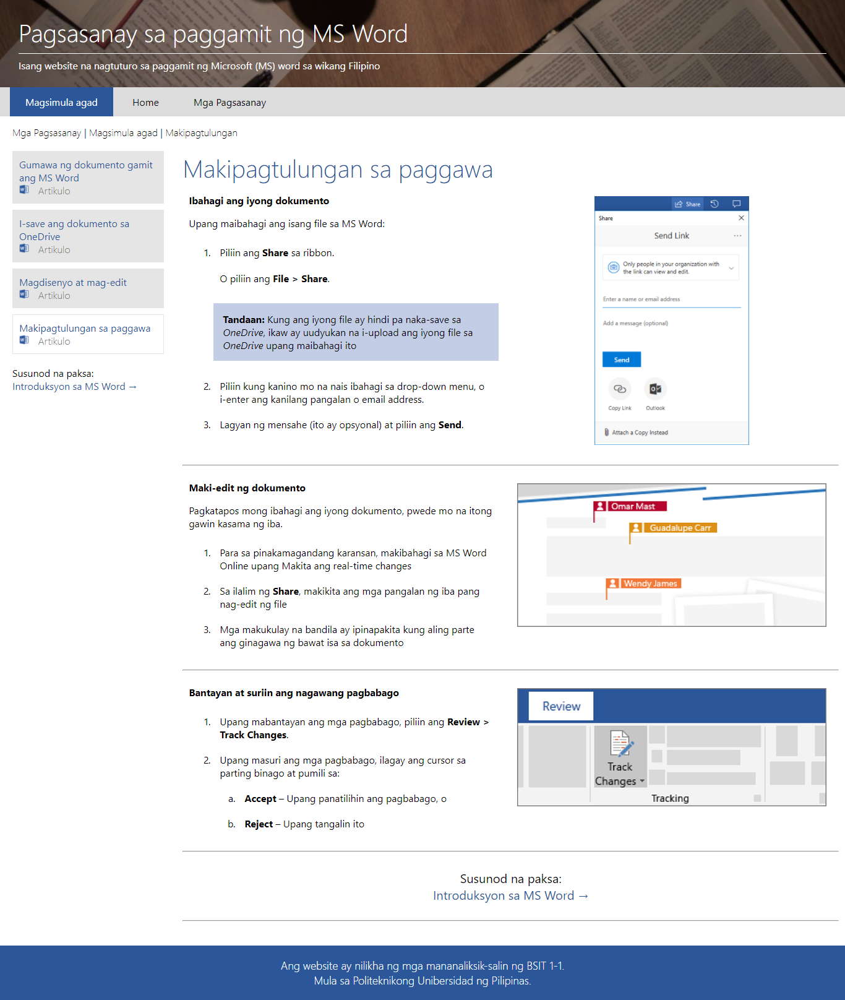 Pagsasanay sa paggamit ng MS Word
Isang website na nagtuturo sa paggamit ng Microsoft (MS) word sa wikang Filipino
Magsimula agad
Home
Mga Pagsasanay
Mga Pagsasanay | Magsimula agad | Makipagtulungan
Gumawa ng dokumento gamit
ang MS Word
Artikulo
I-save ang dokumento sa
OneDrive
Artikulo
Magdisenyo at mag-edit
Artikulo
Makipagtulungan sa paggawa
Artikulo
Susunod na paksa:
Introduksyon sa MS Word →
Makipagtulungan sa paggawa
Ibahagi ang iyong dokumento
Upang maibahagi ang isang file sa MS Word:
1. Piliin ang Share sa ribbon.
O piliin ang File > Share.
Tandaan: Kung ang iyong file ay hindi pa naka-save sa
OneDrive, ikaw ay uudyukan na i-upload ang iyong file sa
OneDrive upang maibahagi ito
2. Piliin kung kanino mo na nais ibahagi sa drop-down menu, o
i-enter ang kanilang pangalan o email address.
3. Lagyan ng mensahe (ito ay opsyonal) at piliin ang Send.
Share
Share
Send Link
Only people in your organization with
the link can view and edit.
Enter a name or email address
Add a message (optional)
Send
Copy Link
Outlook
Attach a Copy Instead
Maki-edit ng dokumento
Pagkatapos mong ibahagi ang iyong dokumento, pwede mo na itong
gawin kasama ng iba.
1. Para sa pinakamagandang karansan, makibahagi sa MS Word
Online upang Makita ang real-time changes
2. Sa ilalim ng Share, makikita ang mga pangalan ng iba pang
nag-edit ng file
3. Mga makukulay na bandila ay ipinapakita kung aling parte
ang ginagawa ng bawat isa sa dokumento
Omar Mast
Guadalupe Carr
Wendy James
Bantayan at suriin ang nagawang pagbabago
1. Upang mabantayan ang mga pagbabago, piliin ang Review >
Track Changes.
2. Upang masuri ang mga pagbabago, ilagay ang cursor sa
parting binago at pumili sa:
a. Accept – Upang panatilihin ang pagbabago, o
b. Reject – Upang tangalin ito
Review
Track
Changes
Tracking
Susunod na paksa:
Introduksyon sa MS Word →
Ang website ay nilikha ng mga mananaliksik-salin ng BSIT 1-1.
Mula sa Politeknikong Unibersidad ng Pilipinas.